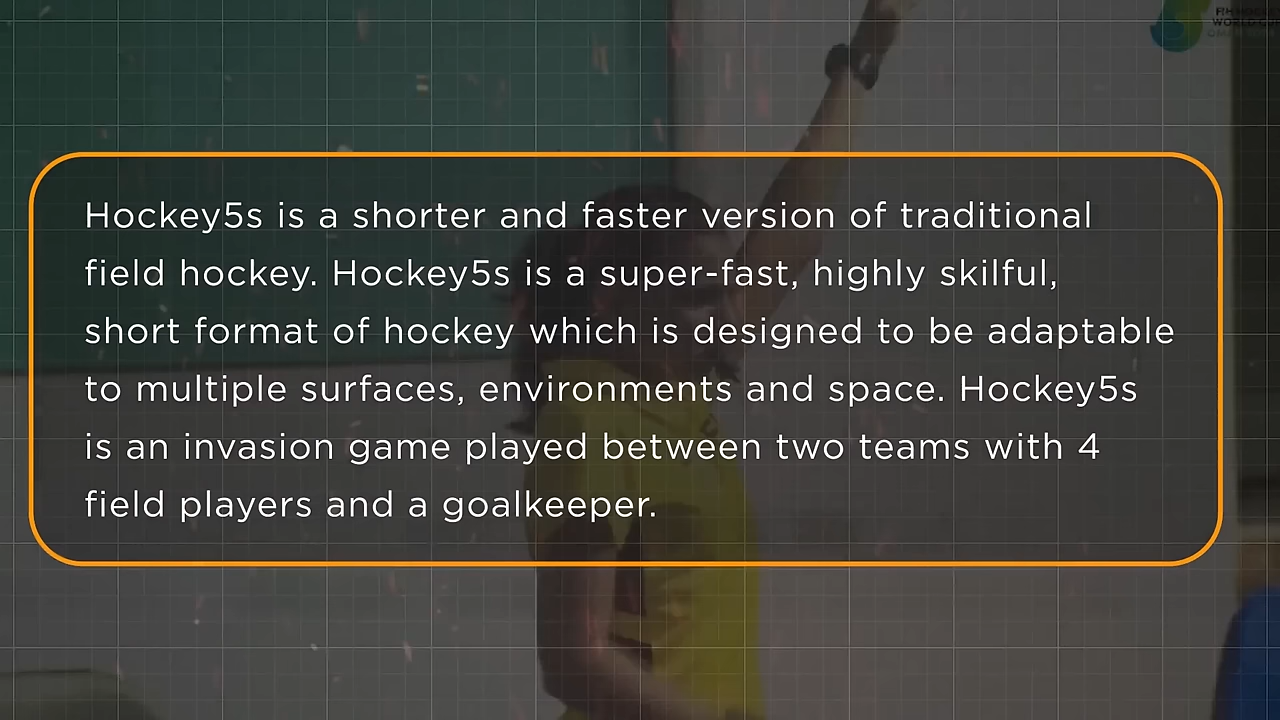 WORLD CU
Hockey5s is a shorter and faster version of traditional
field hockey. Hockey5s is a super-fast, highly skilful,
short format of hockey which is designed to be adaptable
to multiple surfaces, environments and space. Hockey5s
is an invasion game played between two teams with 4
field players and a goalkeeper.